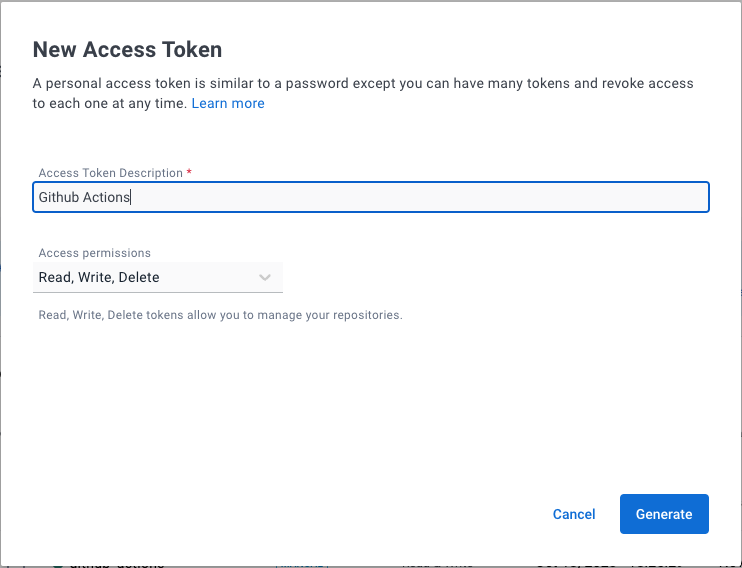 New Access Token
A personal access token is similar to a password except you can have many tokens and revoke access
to each one at any time. Learn more
Access Token Description *
Github Actions
Access permissions
Read, Write, Delete
Read, Write, Delete tokens allow you to manage your repositories.
Cancel
Generate